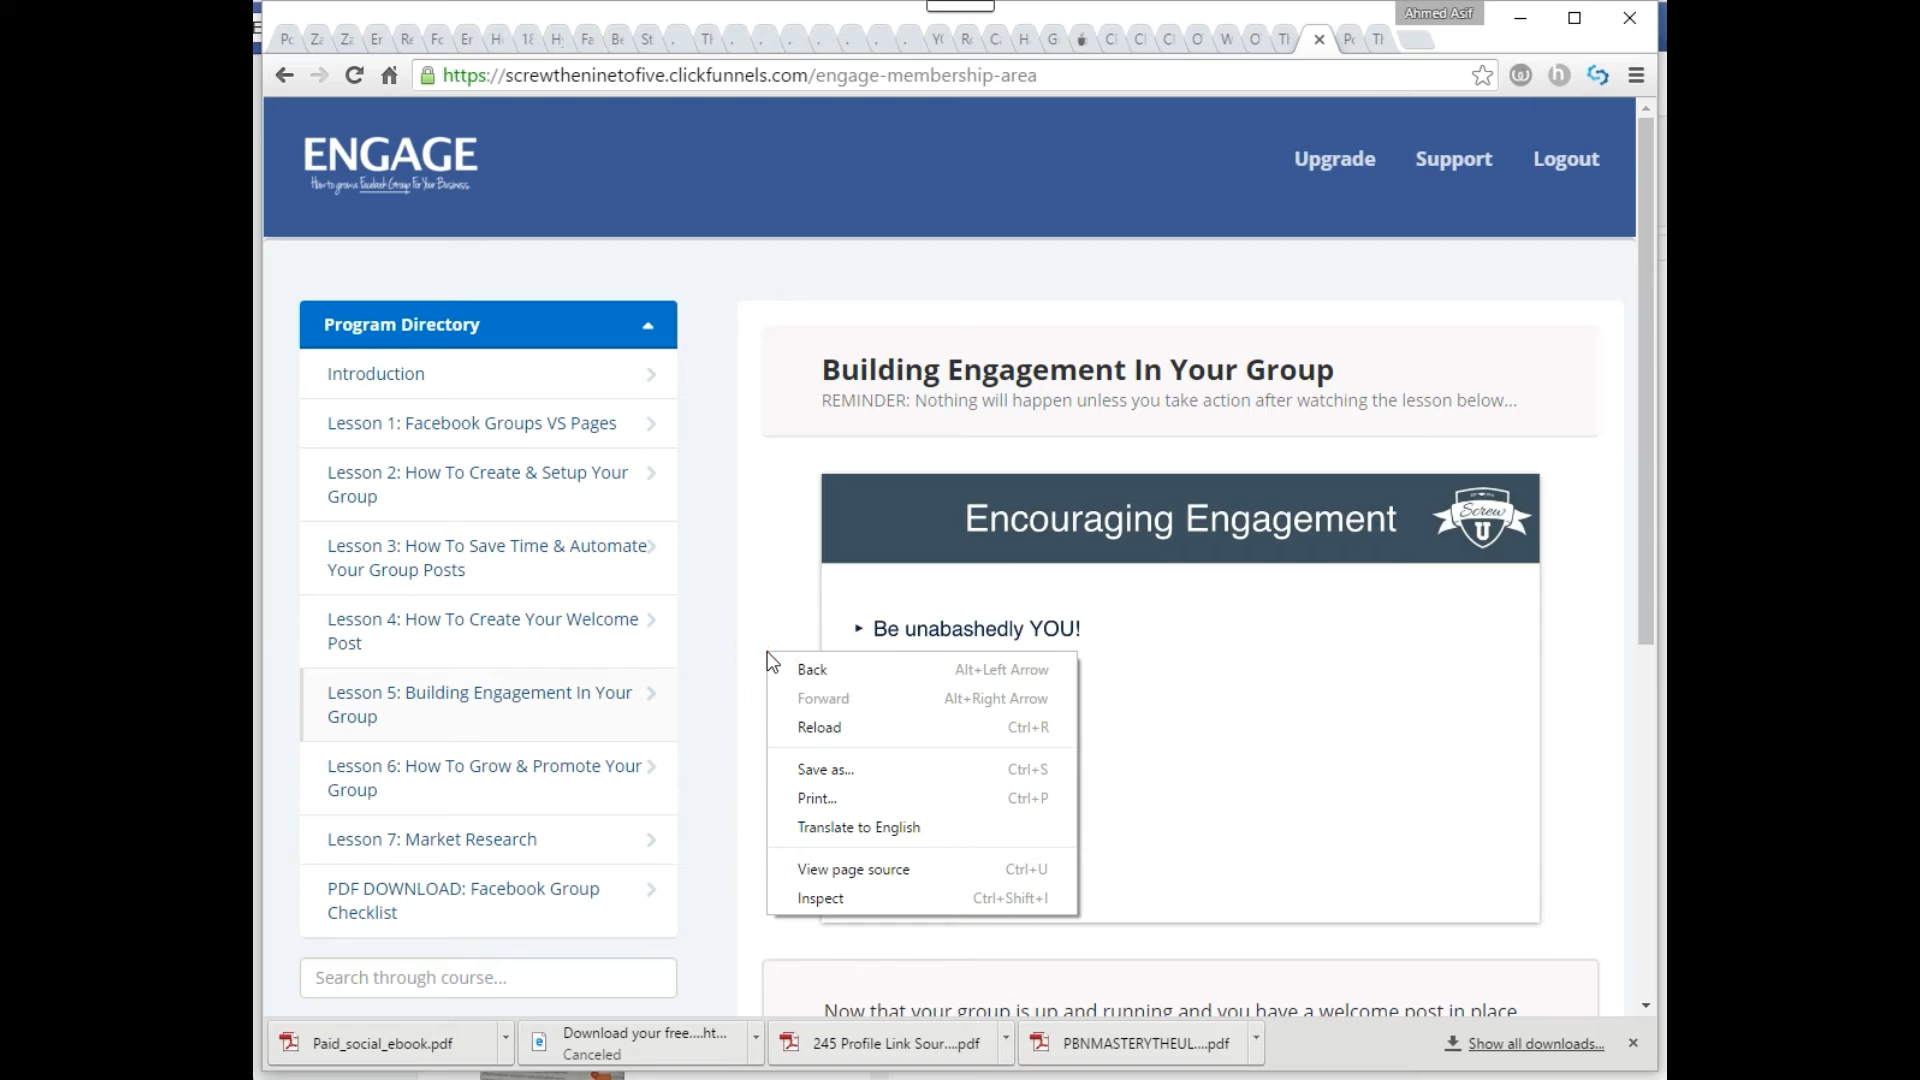 Ahmed Asif
https://screwtheninetofive.clickfunnels.com/engage-membership-area
ENGAGE
How to grow a Facebook Group For Your Business
Upgrade Support Logout
Program Directory
Introduction
Lesson 1: Facebook Groups VS Pages
Lesson 2: How To Create & Setup Your
Group
Lesson 3: How To Save Time & Automate
Your Group Posts
Lesson 4: How To Create Your Welcome
Post
Lesson 5: Building Engagement In Your
Group
Lesson 6: How To Grow & Promote Your
Group
Lesson 7: Market Research
PDF DOWNLOAD: Facebook Group
Checklist
Search through course...
Building Engagement In Your Group
REMINDER: Nothing will happen unless you take action after watching the lesson below...
Encouraging Engagement
Screw
U
Be unabashedly YOU!
Back Alt+Left Arrow
Forward Alt+Right Arrow
Reload Ctrl+R
Save as... Ctrl+S
Print... Ctrl+P
Translate to English
View page source Ctrl+U
Inspect Ctrl+Shift+I
Now that your group is up and running and you have a welcome post in place
Paid_social_ebook.pdf
Download your free....ht...
Canceled
245 Profile Link Sour....pdf
PBNMASTERYTHEUL....pdf
Show all downloads...